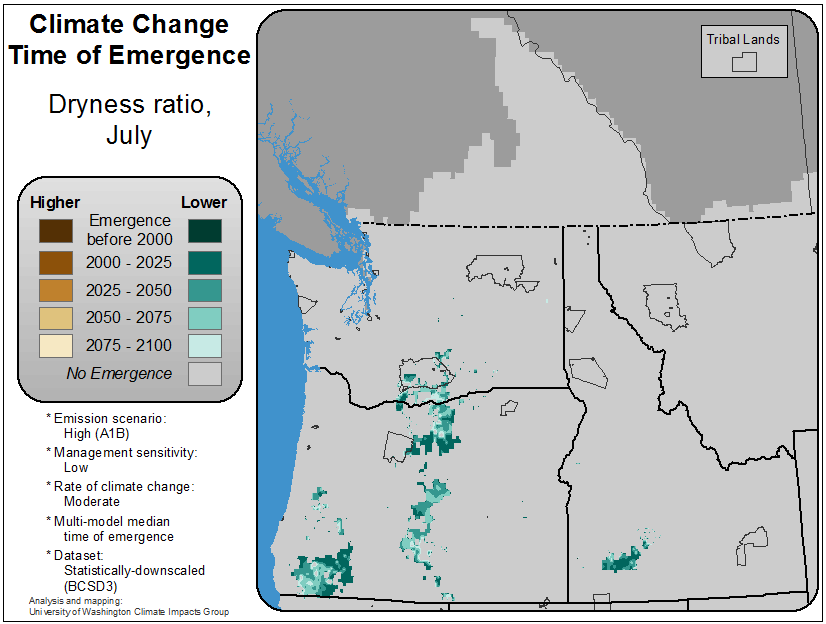 Climate Change
Time of Emergence
Dryness ratio,
July
Tribal Lands
Higher
Lower
Emergence
before 2000
2000 - 2025
2025 - 2050
2050 - 2075
2075 - 2100
No Emergence
* Emission scenario:
High (A1B)
* Management sensitivity:
Low
* Rate of climate change:
Moderate
* Multi-model median
time of emergence
* Dataset:
Statistically-downscaled
(BCSD3)
Analysis and mapping:
University of Washington Climate Impacts Group